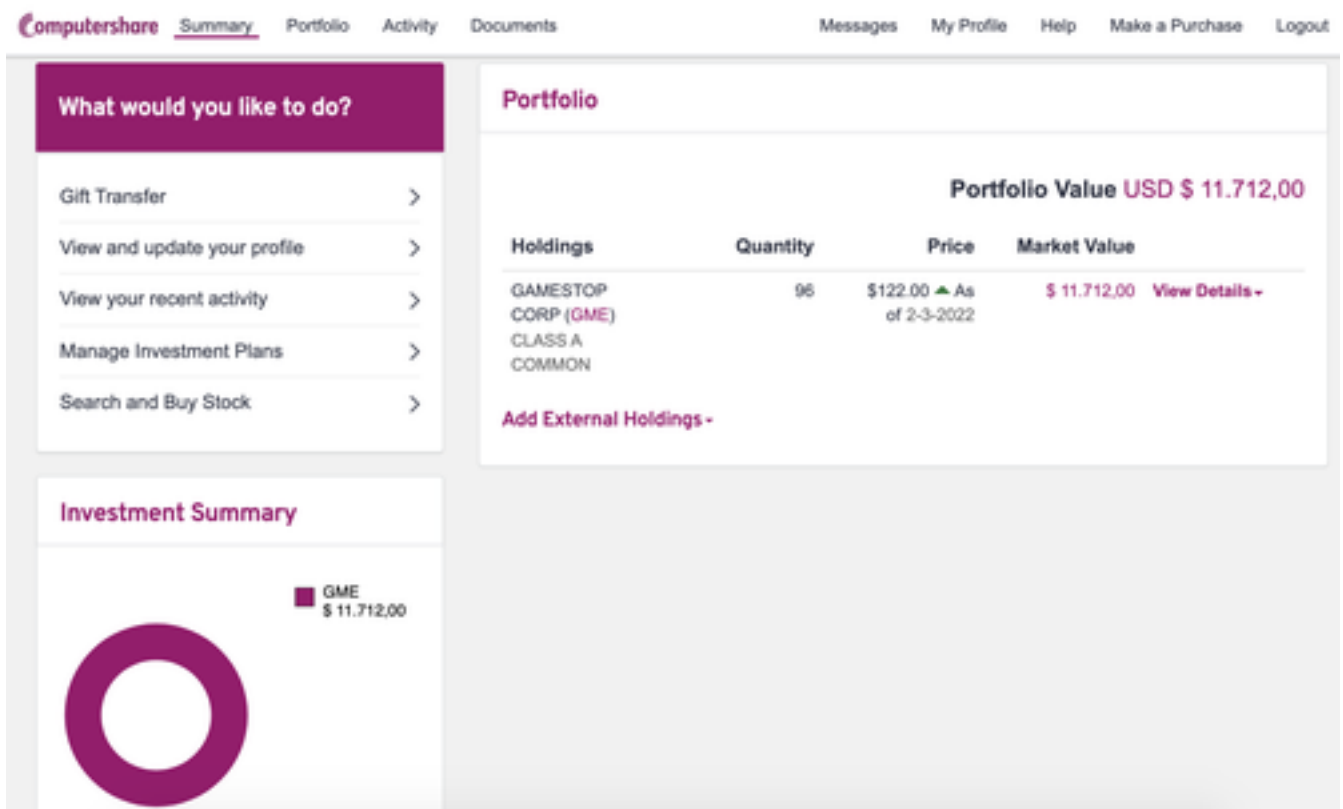 Computershare Summary Portfolio Activity Documents Messages My Profile Help Make a Purchase Logout
What would you like to do?
Gift Transfer
View and update your profile
View your recent activity
Manage Investment Plans
Search and Buy Stock
Portfolio
Portfolio Value USD $ 11.712,00
Holdings Quantity Price Market Value
GAMESTOP 96 $122.00 As $ 11.712,00 View Details
CORP (GME) of 2-3-2022
CLASS A
COMMON
Add External Holdings
Investment Summary
GME
$ 11.712,00